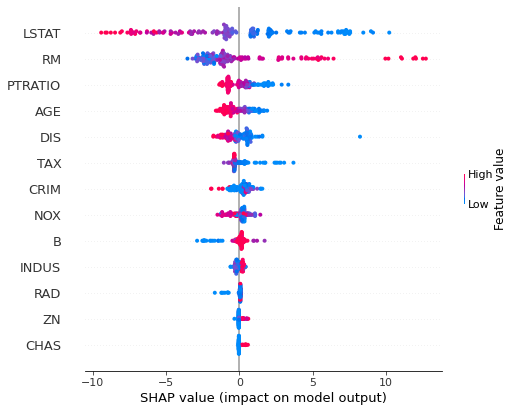 LSTAT
RM
PTRATIO
AGE
DIS
TAX
CRIM
NOX
B
INDUS
RAD
ZN
CHAS
−10 −5 0 5 10
SHAP value (impact on model output)
High
Low
Feature value